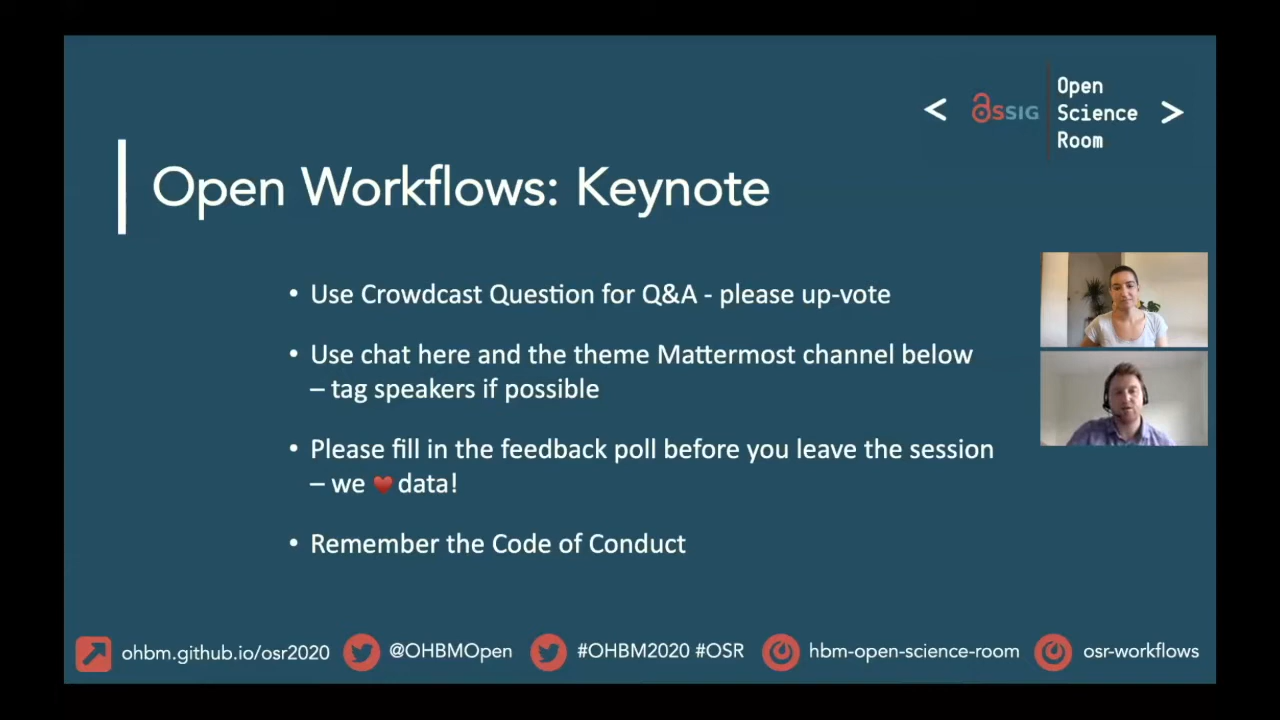 < OSSIG
Open
Science
Room >
Open Workflows: Keynote
• Use Crowdcast Question for Q&A - please up-vote
• Use chat here and the theme Mattermost channel below
– tag speakers if possible
• Please fill in the feedback poll before you leave the session
– we ♥ data!
• Remember the Code of Conduct
ohbm.github.io/osr2020 @OHBMOpen #OHBM2020 #OSR hbm-open-science-room osr-workflows